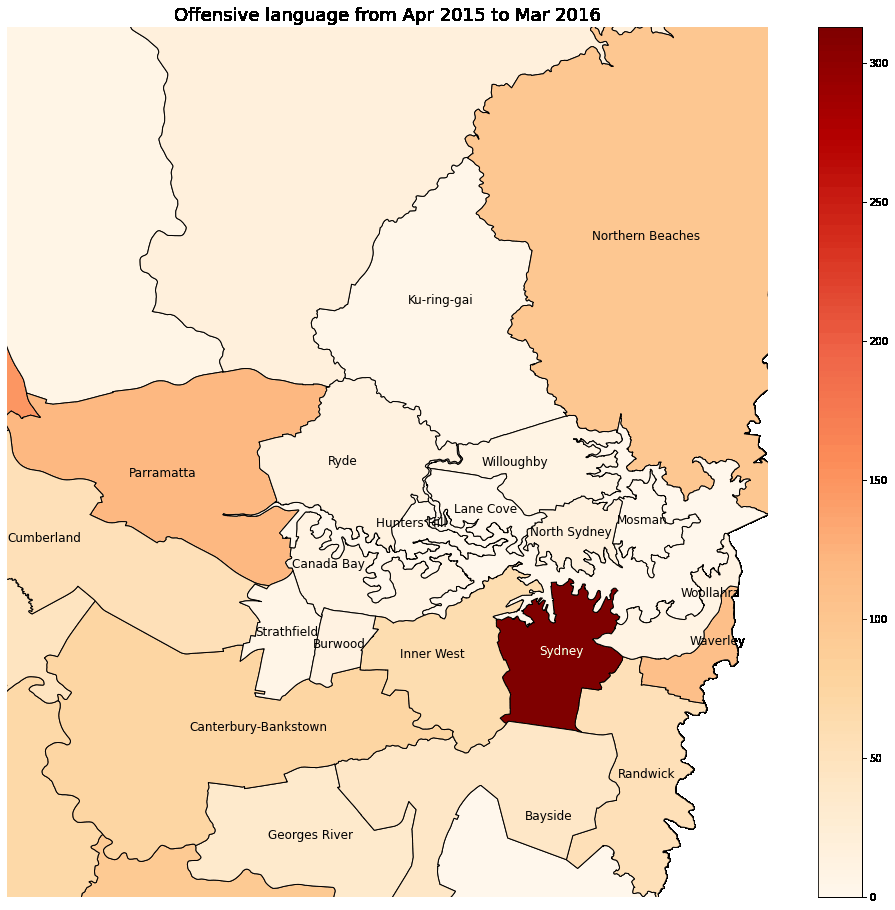 Offensive language from Apr 2015 to Mar 2016
300
250
Northern Beaches
Ku-ring-gai
200
150
Ryde
Willoughby
Parramatta
Lane Cove
Hunters Hill
Mosman
North Sydney
Cumberland
Canada Bay
Woollahra
100
Strathfield
Burwood
Waverley
Inner West
Sydney
Canterbury-Bankstown
50
Randwick
Bayside
Georges River
0